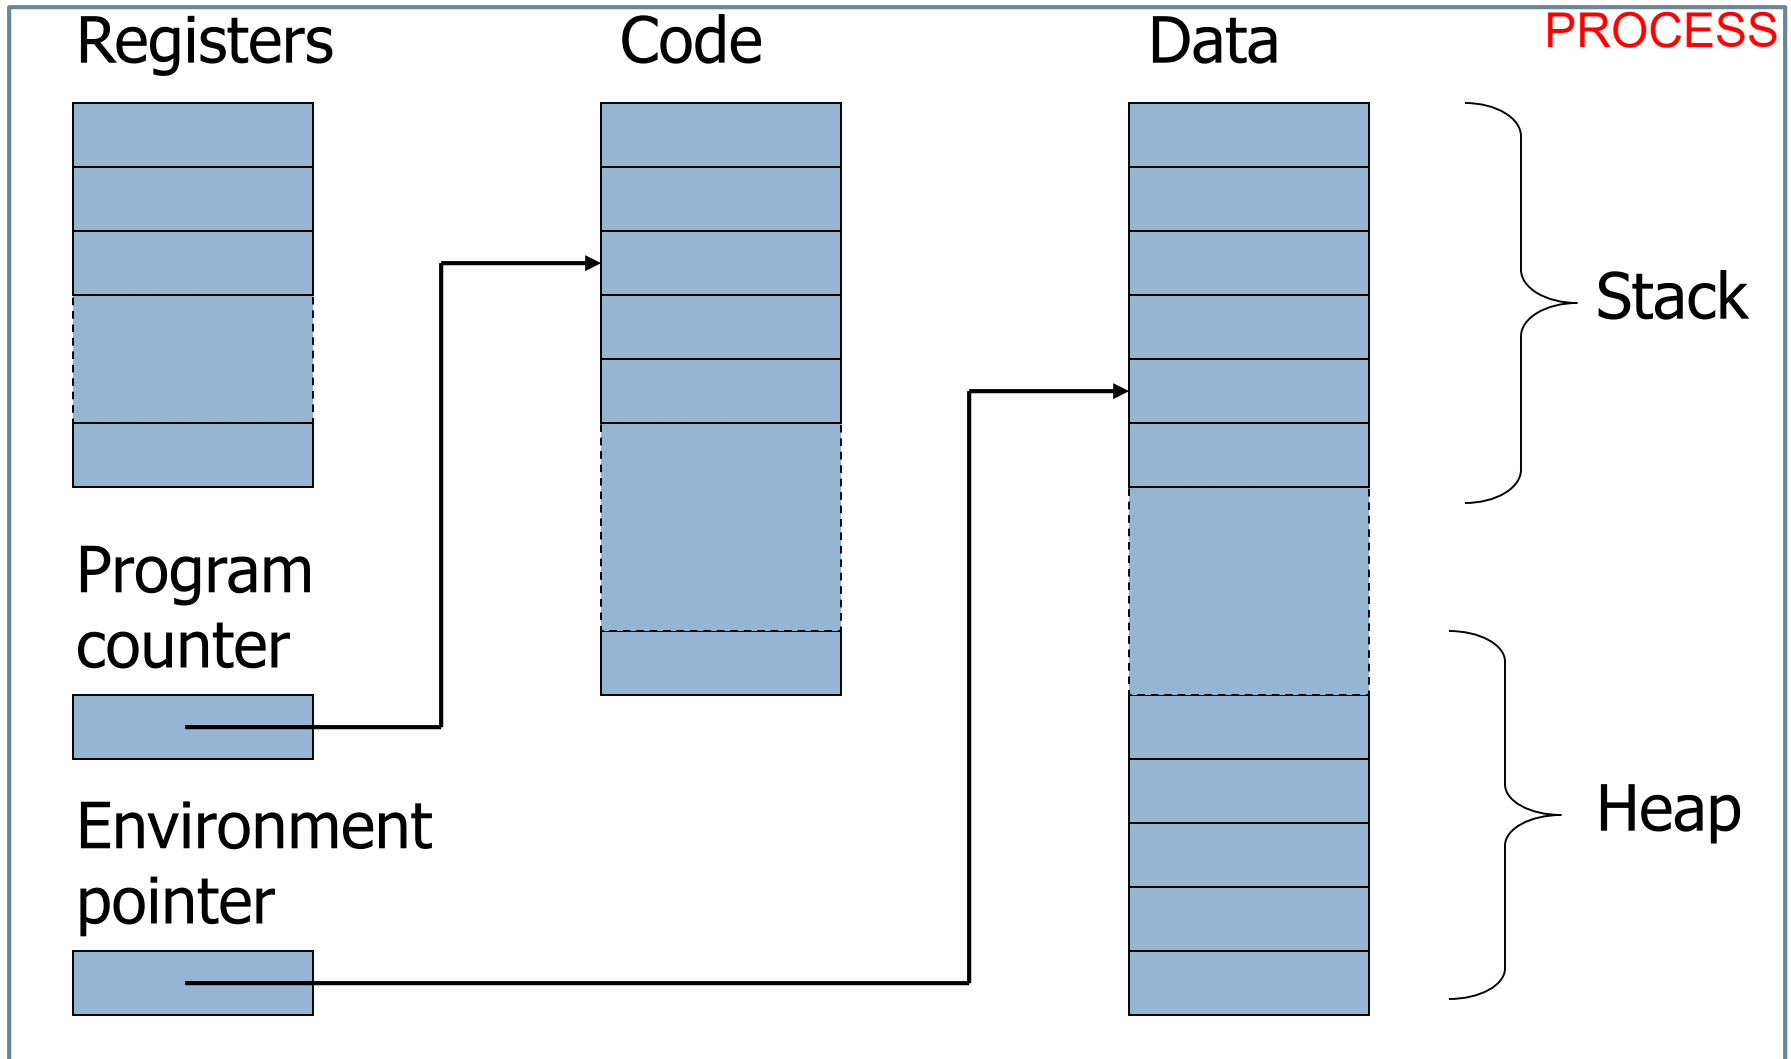 Registers
Code
Data
PROCESS
Stack
Program
counter
Environment
pointer
Heap